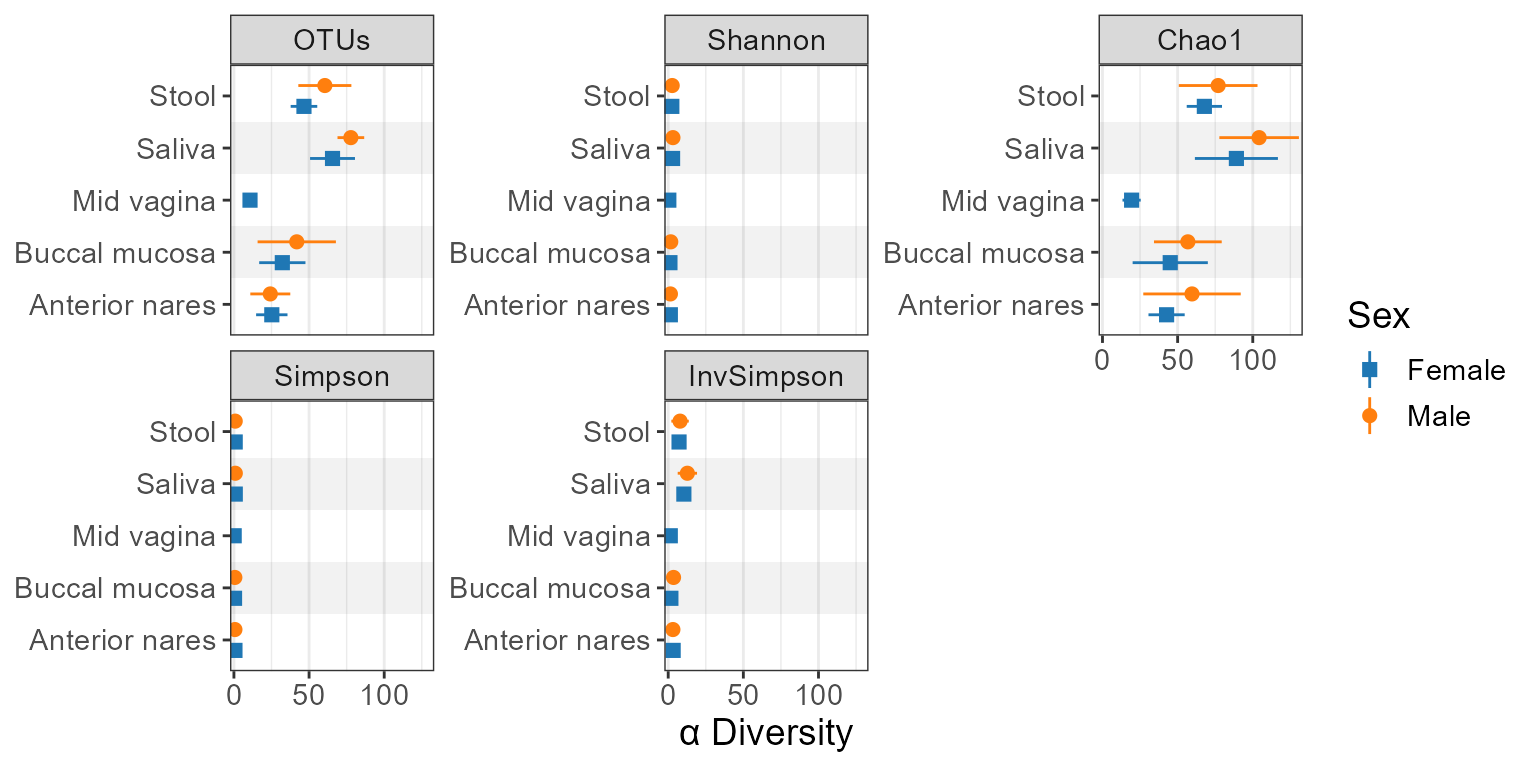 OTUs
Shannon
Chao1
Stool
Saliva
Mid vagina
Buccal mucosa
Anterior nares
Stool
Saliva
Mid vagina
Buccal mucosa
Anterior nares
Stool
Saliva
Mid vagina
Buccal mucosa
Anterior nares
0 50 100
Sex
Female
Male
Simpson
InvSimpson
Stool
Saliva
Mid vagina
Buccal mucosa
Anterior nares
0 50 100
Stool
Saliva
Mid vagina
Buccal mucosa
Anterior nares
0 50 100
α Diversity